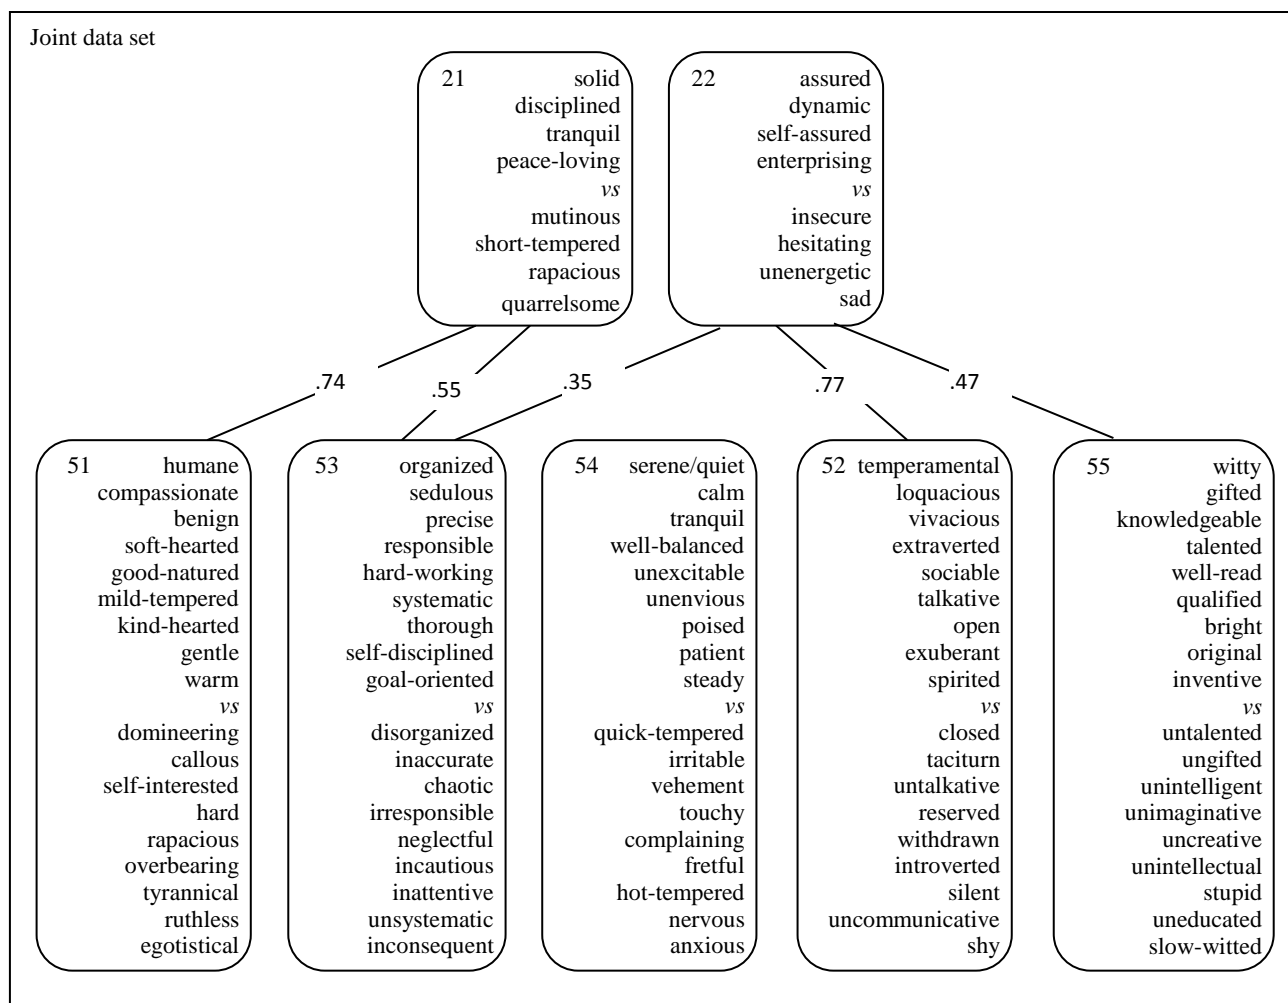 Joint data set
21 solid
disciplined
tranquil
peace-loving
vs
mutinous
short-tempered
rapacious
quarrelsome
22 assured
dynamic
self-assured
enterprising
vs
insecure
hesitating
unenergetic
sad
.74
.55
.35
.77
.47
51 humane
compassionate
benign
soft-hearted
good-natured
mild-tempered
kind-hearted
gentle
warm
vs
domineering
callous
self-interested
hard
rapacious
overbearing
tyrannical
ruthless
egotistical
53 organized
sedulous
precise
responsible
hard-working
systematic
thorough
self-disciplined
goal-oriented
vs
disorganized
inaccurate
chaotic
irresponsible
neglectful
incautious
inattentive
unsystematic
inconsequent
54 serene/quiet
calm
tranquil
well-balanced
unexcitable
unenvious
poised
patient
steady
vs
quick-tempered
irritable
vehement
touchy
complaining
fretful
hot-tempered
nervous
anxious
52 temperamental
loquacious
vivacious
extraverted
sociable
talkative
open
exuberant
spirited
vs
closed
taciturn
untalkative
reserved
withdrawn
introverted
silent
uncommunicative
shy
55 witty
gifted
knowledgeable
talented
well-read
qualified
bright
original
inventive
vs
untalented
ungifted
unintelligent
unimaginative
uncreative
unintellectual
stupid
uneducated
slow-witted